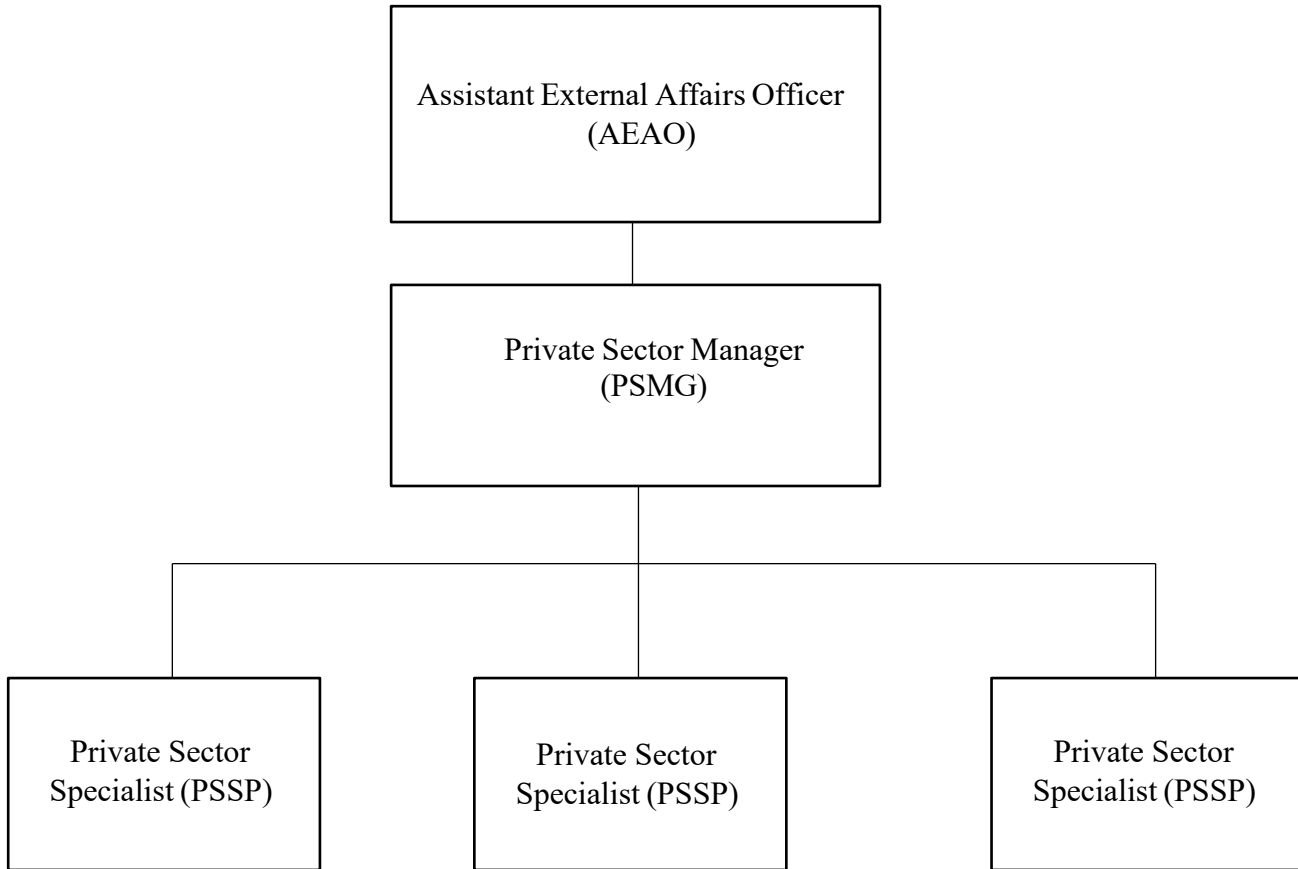 Assistant External Affairs Officer
(AEAO)
Private Sector Manager
(PSMG)
Private Sector
Specialist (PSSP)
Private Sector
Specialist (PSSP)
Private Sector
Specialist (PSSP)